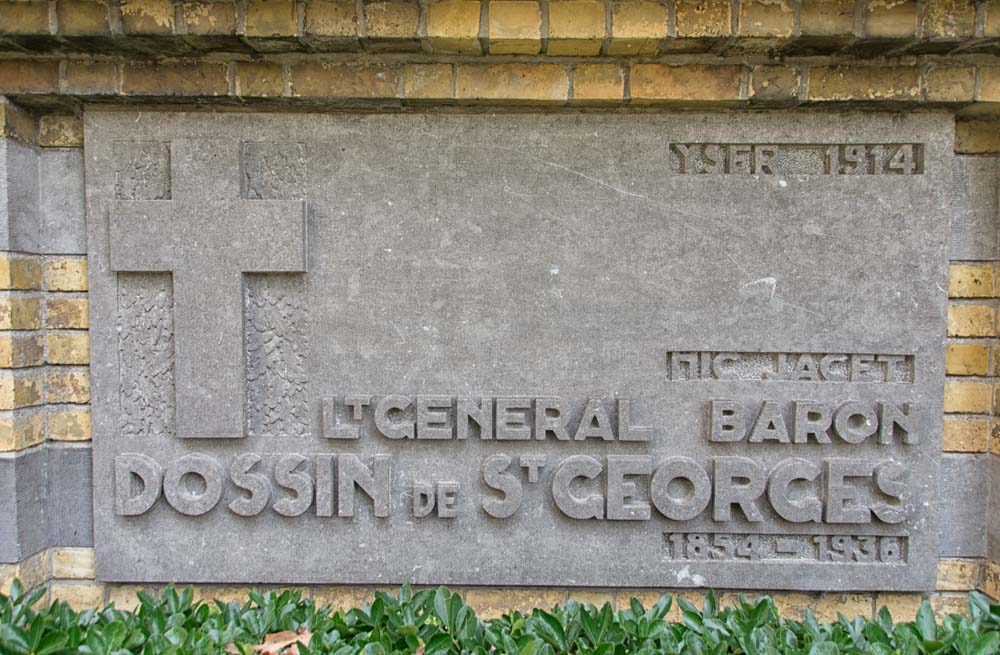 YSER 1914
HIC JACET
LT GENERAL BARON
DOSSIN DE ST GEORGES
1854 - 1936